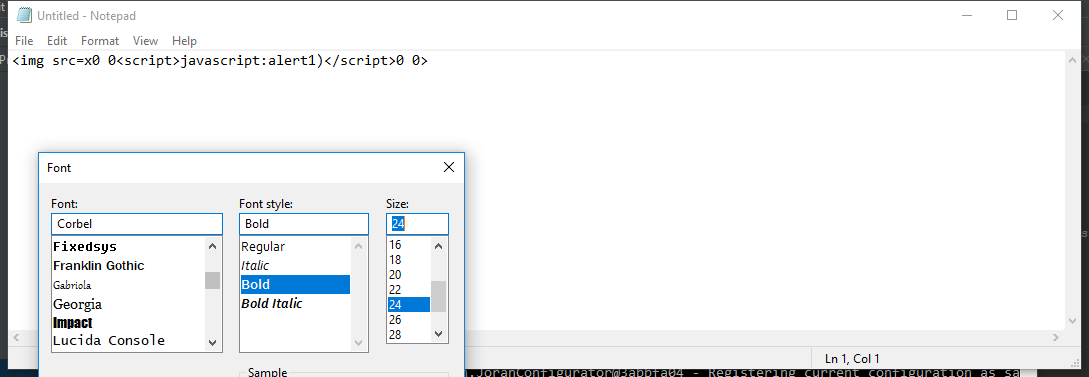 Untitled - Notepad
File Edit Format View Help
<img src=x0 0<script>javascript:alert1)</script>0 0>
Font
Font: Font style: Size:
Corbel Bold 24
Fixedsys Regular 16
Franklin Gothic Italic 18
Gabriola Bold 20
Georgia Bold Italic 22
Impact 24
Lucida Console 26
28
Ln 1, Col 1
Sample
.JoranConfigurator@3abbfa04 - Registering current configuration as sa